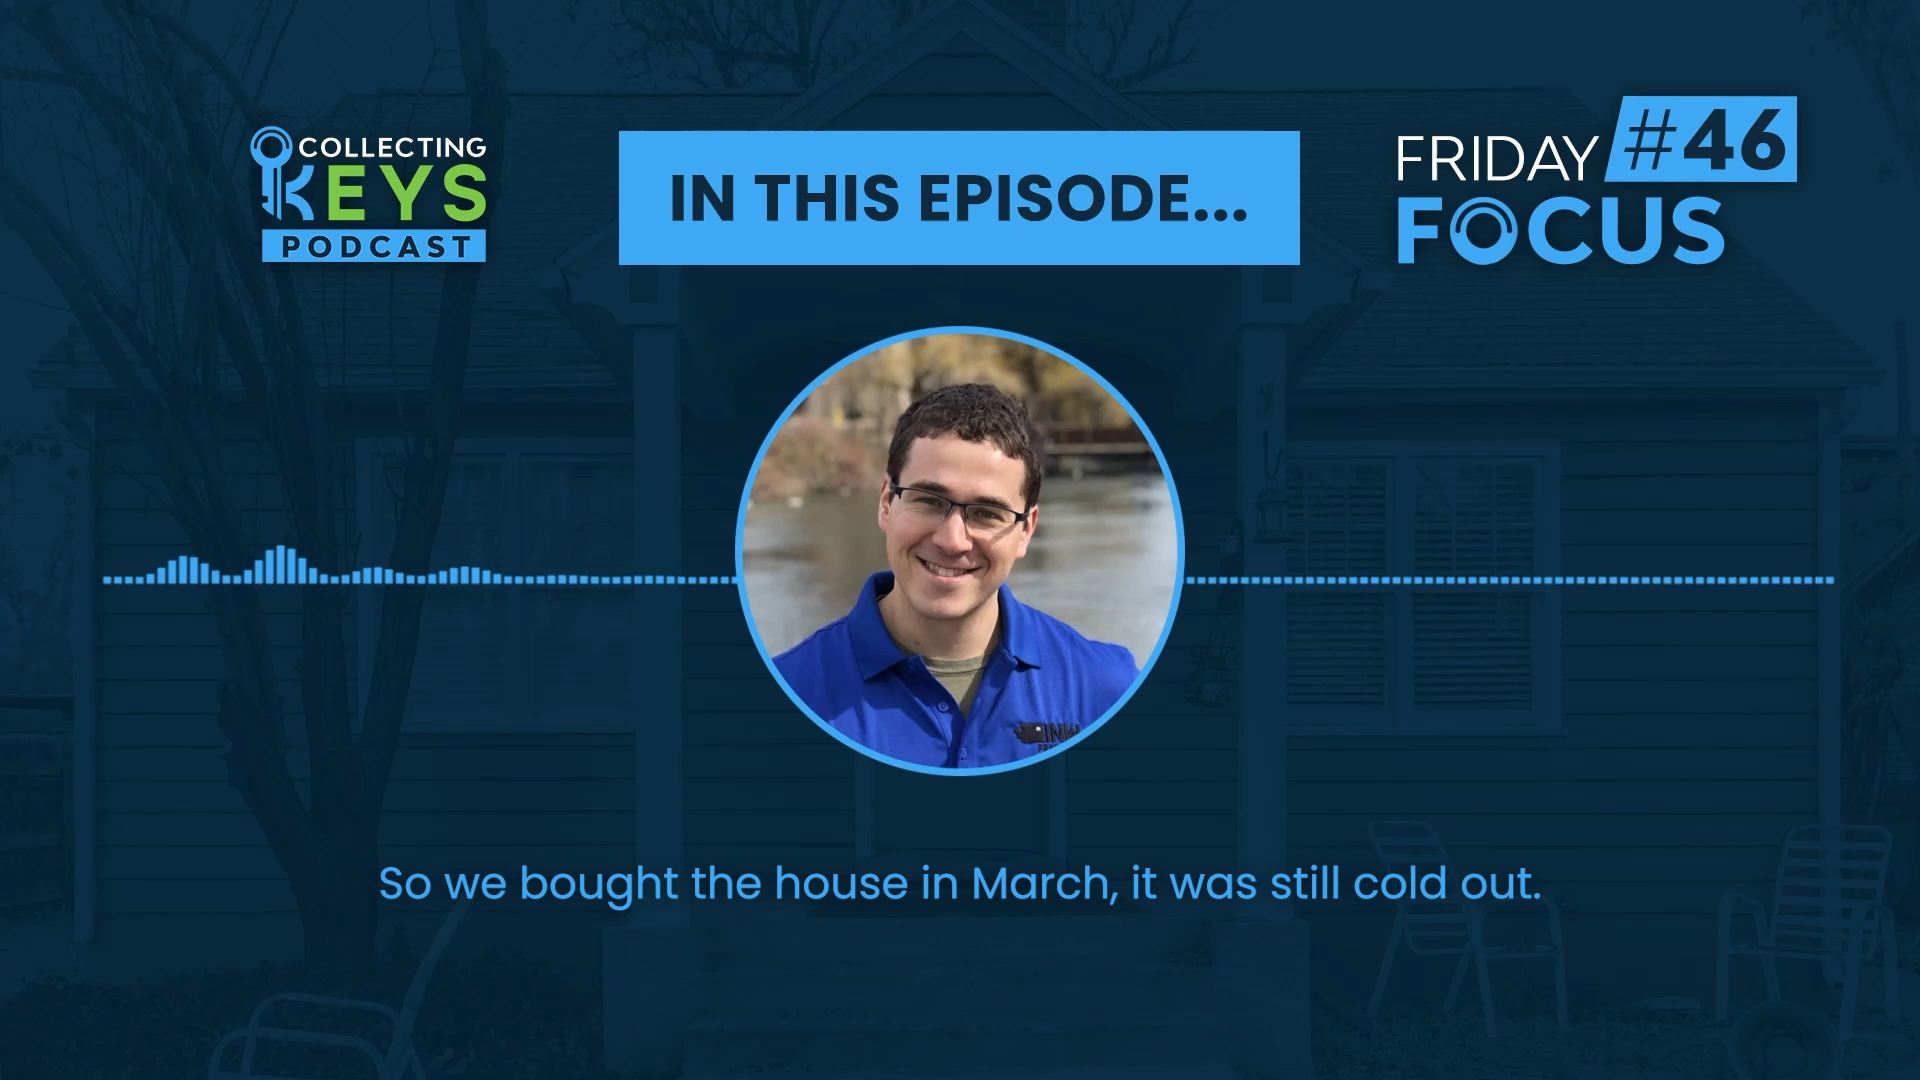 COLLECTING
KEYS
PODCAST
IN THIS EPISODE...
FRIDAY #46
FOCUS
INW
So we bought the house in March, it was still cold out.